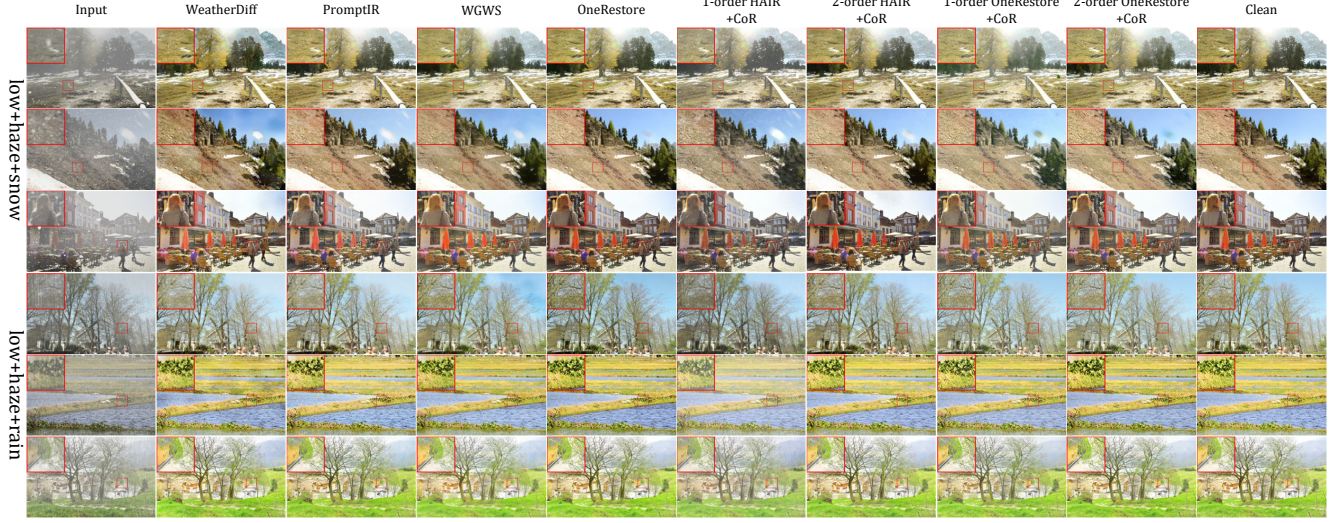 Input WeatherDiff PromptIR WGWS OneRestore 1-order HAIR +CoR 2-order HAIR +CoR 1-order OneRestore +CoR 2-order OneRestore +CoR Clean
low+haze+snow
low+haze+rain